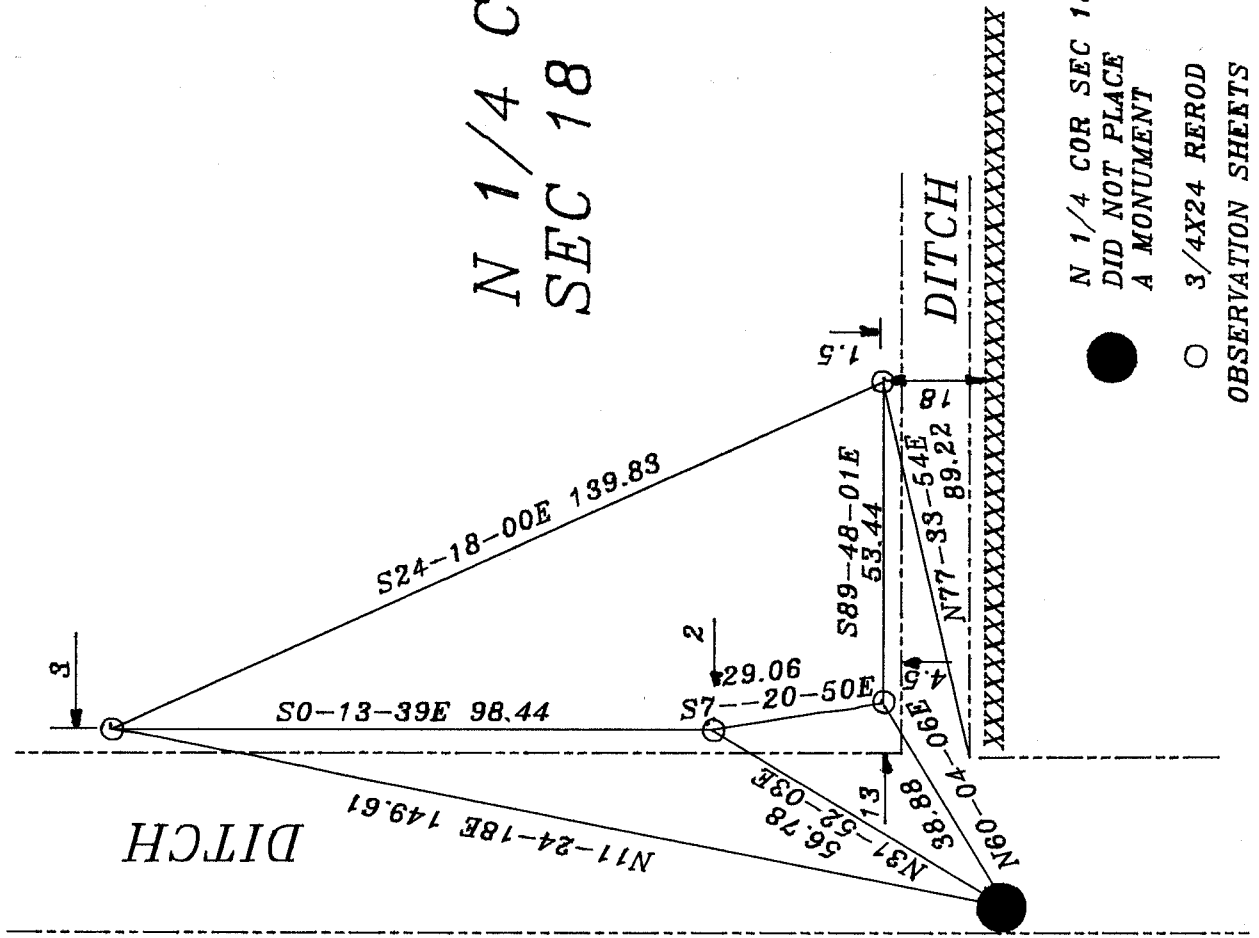 N 1/4 C
SEC 18
3
S24-18-00E 139.83
S0-13-39E 98.44
2
29.06
S7--20-50E
S89-48-01E
53.44
1.5
18
DITCH
N77-33-54E
89.22
4.5
13
N60-04-06E
38.88
N31-52-03E
56.78
N11-24-18E 149.61
DITCH
N 1/4 COR SEC
DID NOT PLACE
A MONUMENT
3/4X24 REROD
OBSERVATION SHEETS